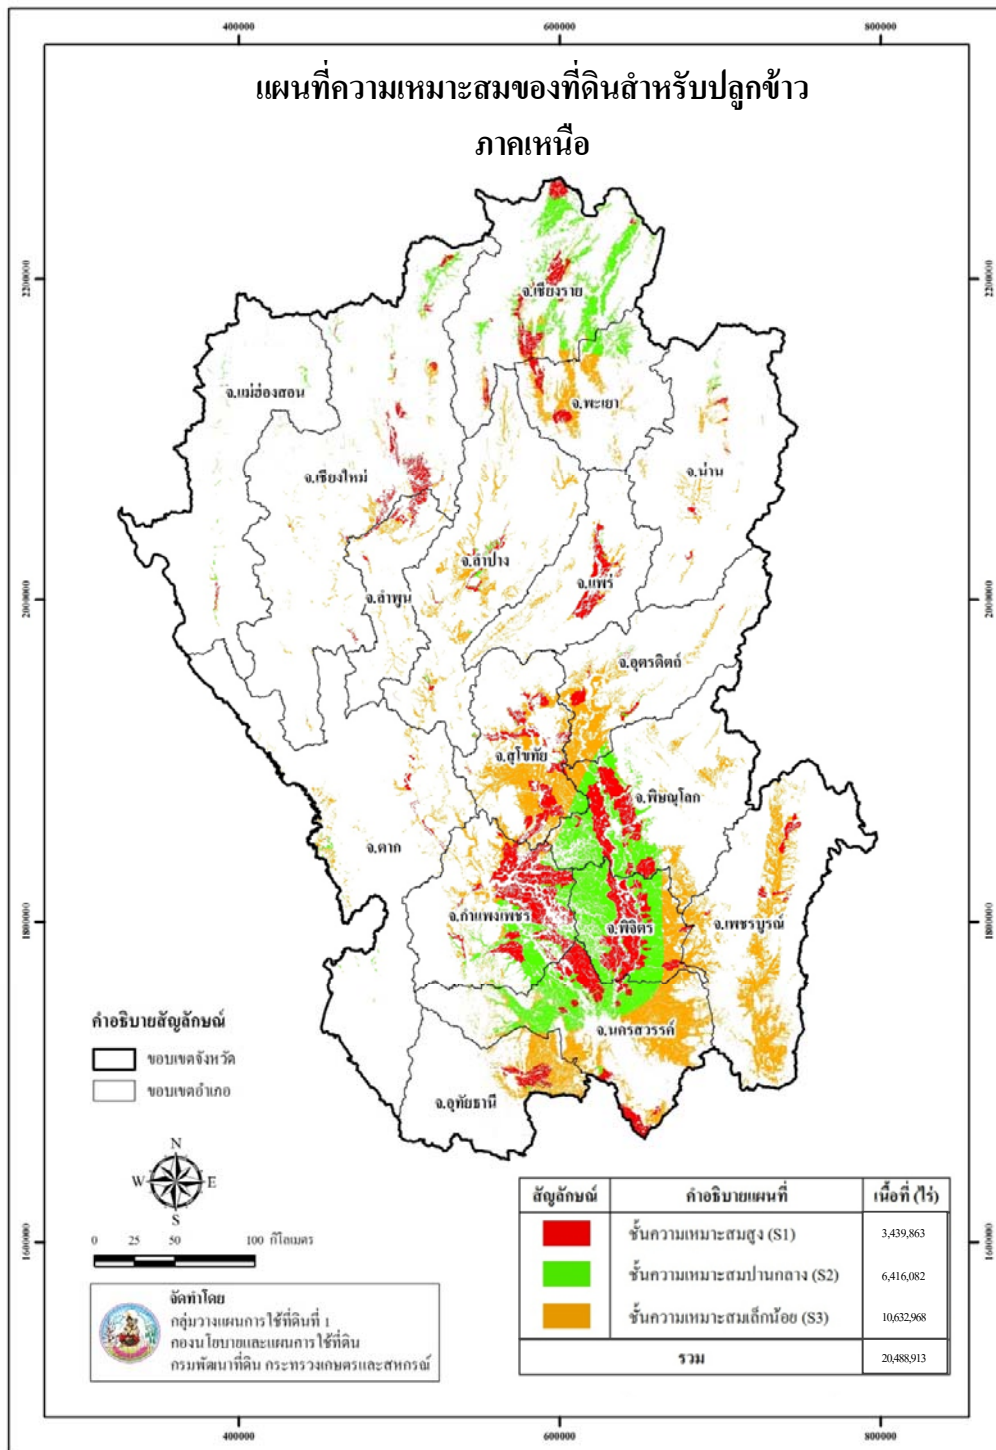 400000 600000 800000
แผนที่ความเหมาะสมของที่ดินสำหรับปลูกข้าว
ภาคเหนือ
2200000 2200000
จ.เชียงราย
จ.แม่ฮ่องสอน
จ.พะเยา
จ.เชียงใหม่
จ.น่าน
จ.ลำปาง
จ.แพร่
จ.ลำพูน
2000000 2000000
จ.อุตรดิตถ์
จ.สุโขทัย
จ.พิษณุโลก
จ.ตาก
จ.กำแพงเพชร
จ.พิจิตร
จ.เพชรบูรณ์
1800000 1800000
จ.นครสวรรค์
จ.อุทัยธานี
คำอธิบายสัญลักษณ์
ขอบเขตจังหวัด
ขอบเขตอำเภอ
N
W E
S
0 25 50 100 กิโลเมตร
1600000 1600000
สัญลักษณ์ คำอธิบายแผนที่ เนื้อที่ (ไร่)
ชั้นความเหมาะสมสูง (S1) 3,439,863
ชั้นความเหมาะสมปานกลาง (S2) 6,416,082
ชั้นความเหมาะสมเล็กน้อย (S3) 10,632,968
รวม 20,488,913
จัดทำโดย
กลุ่มวางแผนการใช้ที่ดินที่ 1
กองนโยบายและแผนการใช้ที่ดิน
กรมพัฒนาที่ดิน กระทรวงเกษตรและสหกรณ์
400000 600000 800000